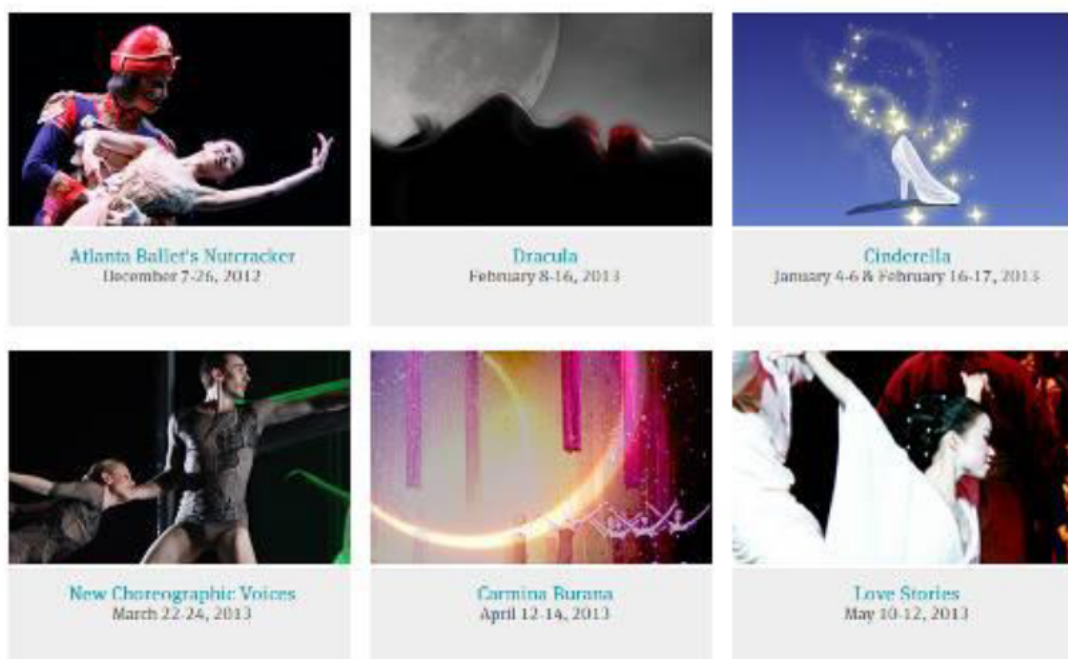 Atlanta Ballet's Nutcracker
December 7-26, 2012
Dracula
February 8-16, 2013
Cinderella
January 4-6 & February 16-17, 2013
New Choreographic Voices
March 22-24, 2013
Carmina Burana
April 12-14, 2013
Love Stories
May 10-12, 2013